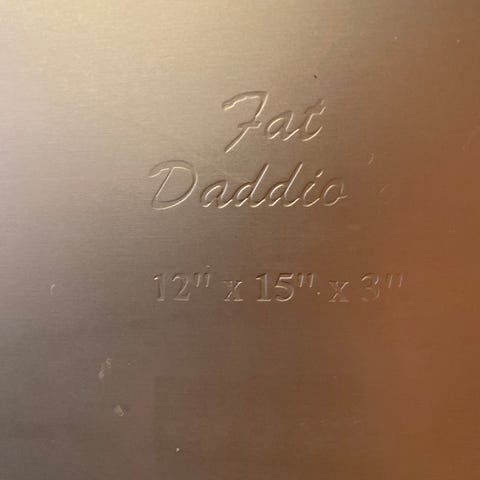 Fat
Daddio
12" x 15" x 3"